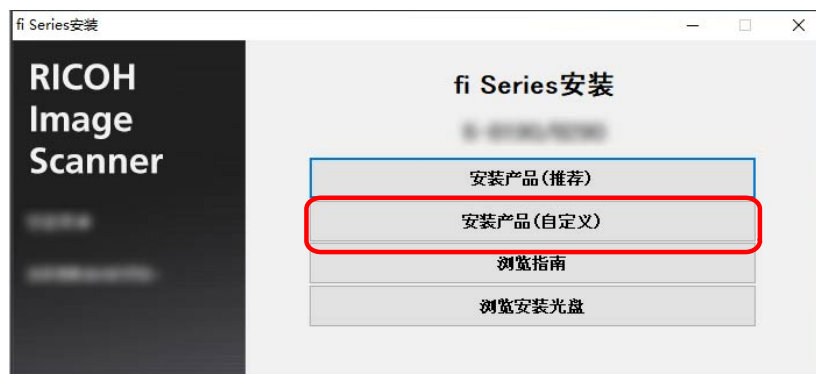 fi Series安装
RICOH
Image
Scanner
fi Series安装
安装产品(推荐)
安装产品(自定义)
浏览指南
浏览安装光盘